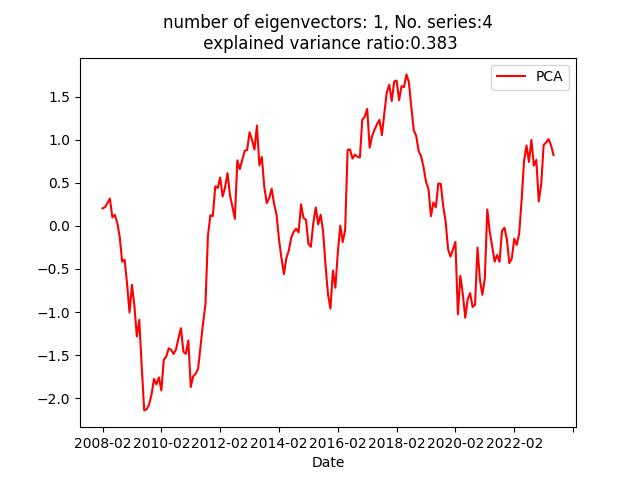 number of eigenvectors: 1, No. series:4
explained variance ratio:0.383
PCA
1.5
1.0
0.5
0.0
−0.5
−1.0
−1.5
−2.0
2008-02 2010-02 2012-02 2014-02 2016-02 2018-02 2020-02 2022-02
Date